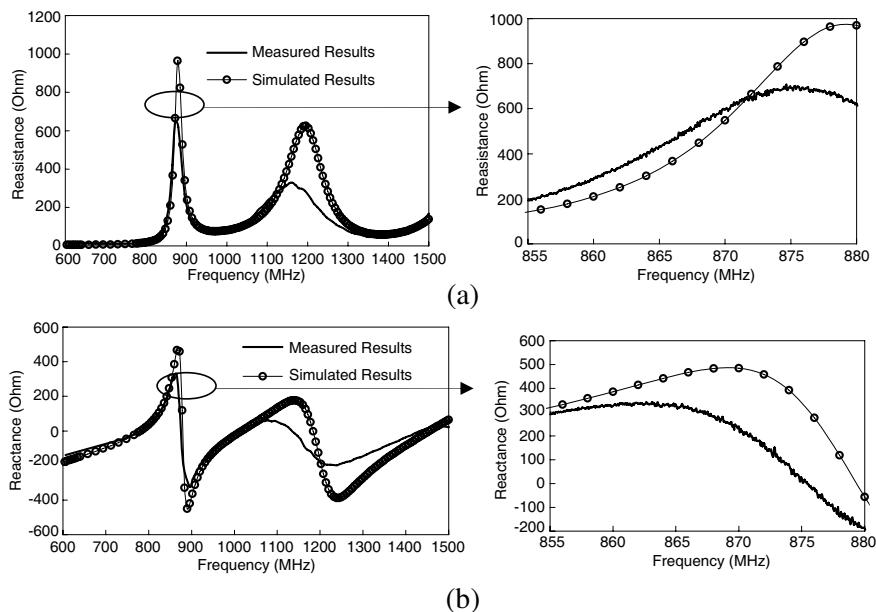 Reasistance (Ohm)
1200
1000
800
600
400
200
0
Measured Results
Simulated Results
600 700 800 900 1000 1100 1200 1300 1400 1500
Frequency (MHz)
Reasistance (Ohm)
1000
800
600
400
200
0
855 860 865 870 875 880
Frequency (MHz)
(a)
Reactance (Ohm)
600
400
200
0
-200
-400
-600
Measured Results
Simulated Results
600 700 800 900 1000 1100 1200 1300 1400 1500
Frequency (MHz)
Reactance (Ohm)
600
500
400
300
200
100
0
-100
-200
855 860 865 870 875 880
Frequency (MHz)
(b)